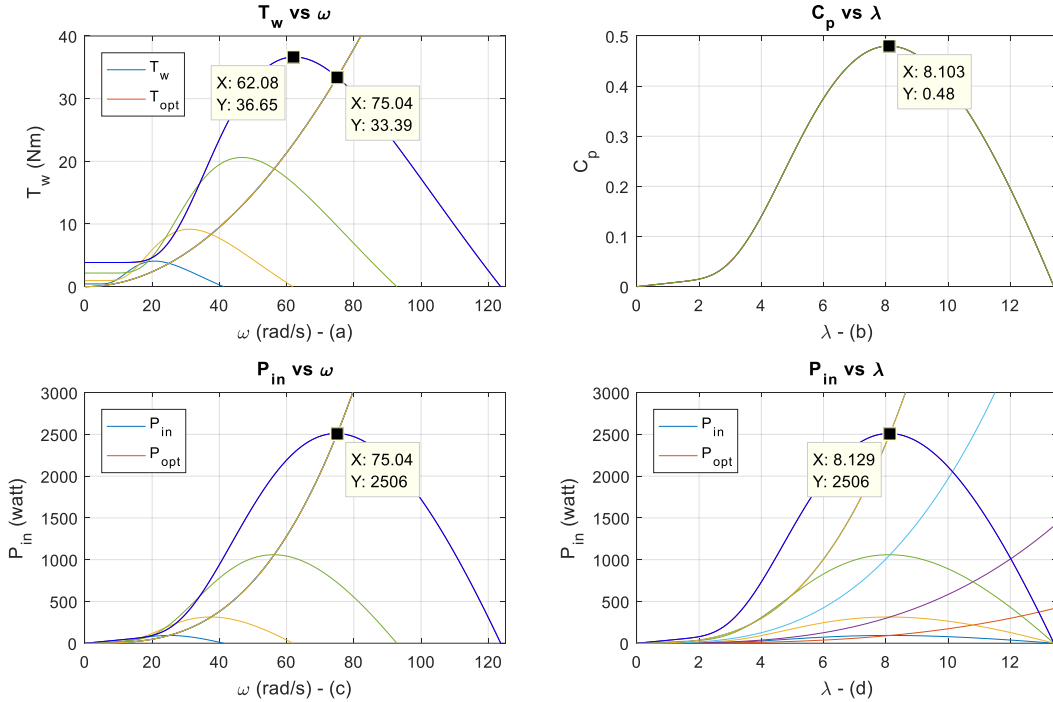 T_w vs ω
40
30
20
10
0
T_w (Nm)
T_w
T_opt
X: 62.08
Y: 36.65
X: 75.04
Y: 33.39
0 20 40 60 80 100 120
ω (rad/s) - (a)
C_p vs λ
0.5
0.4
0.3
0.2
0.1
0
C_p
X: 8.103
Y: 0.48
0 2 4 6 8 10 12
λ - (b)
P_in vs ω
3000
2500
2000
1500
1000
500
0
P_in (watt)
P_in
P_opt
X: 75.04
Y: 2506
0 20 40 60 80 100 120
ω (rad/s) - (c)
P_in vs λ
3000
2500
2000
1500
1000
500
0
P_in (watt)
P_in
P_opt
X: 8.129
Y: 2506
0 2 4 6 8 10 12
λ - (d)